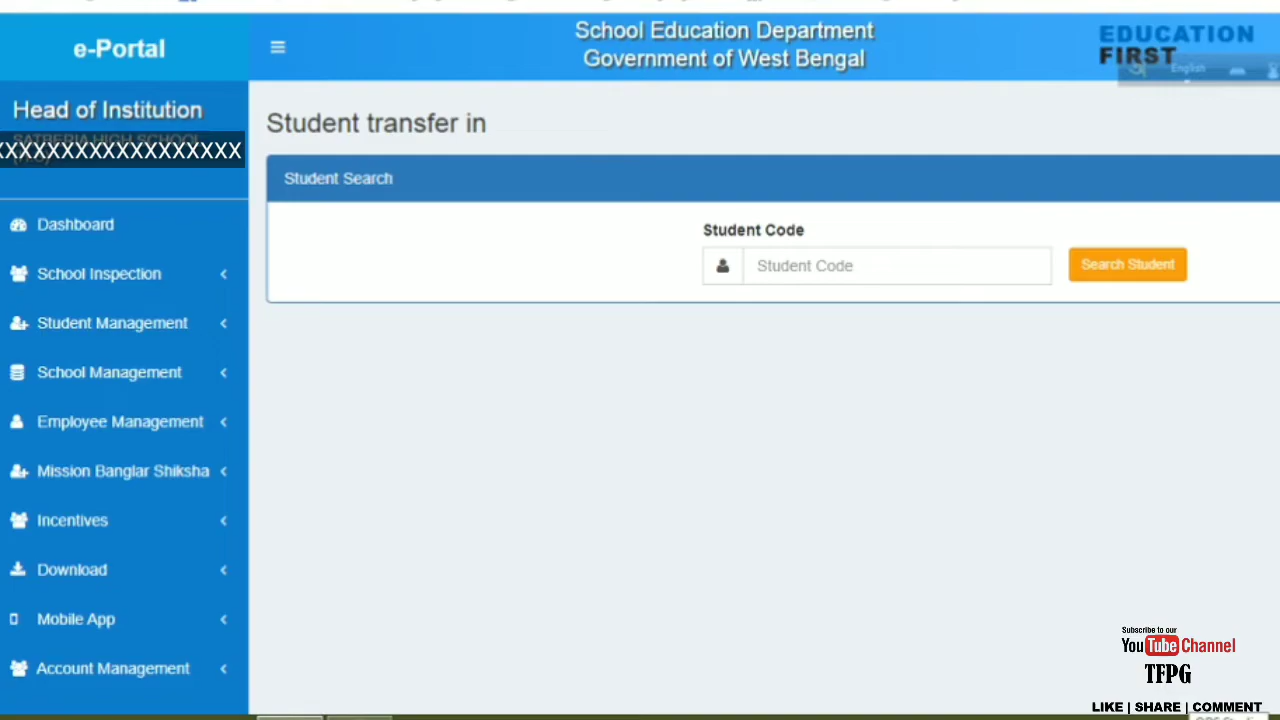 e-Portal
School Education Department
Government of West Bengal
EDUCATION
FIRST
English
Head of Institution
XXXXXXXXXXXXXXXXXX
Student transfer in
Student Search
Student Code
Student Code
Search Student
Dashboard
School Inspection
Student Management
School Management
Employee Management
Mission Banglar Shiksha
Incentives
Download
Mobile App
Account Management
Subscribe to our
YouTube Channel
TFPG
LIKE | SHARE | COMMENT